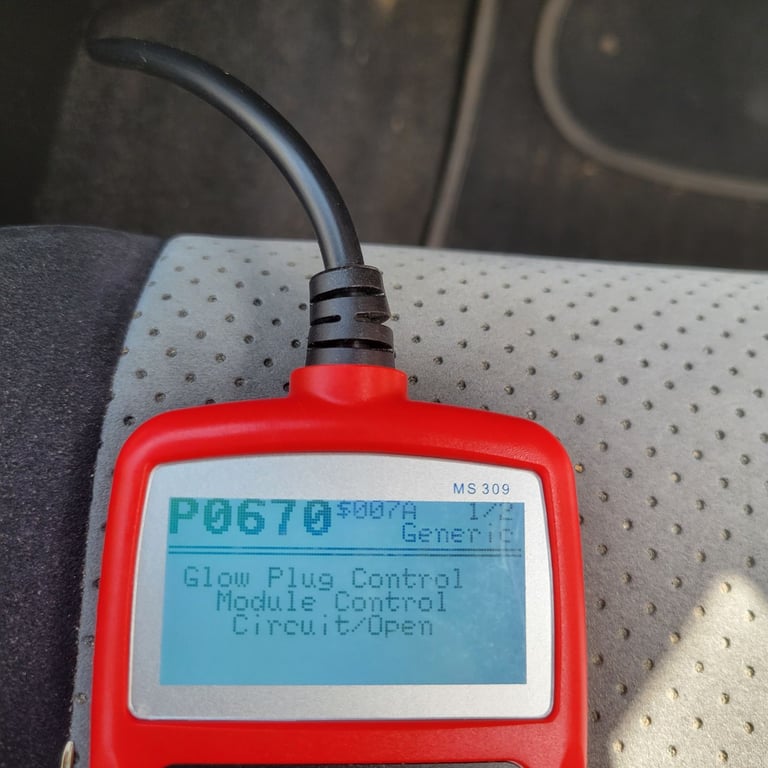 MS 309
P0670 $007A 1/2
Generic
Glow Plug Control
Module Control
Circuit/Open